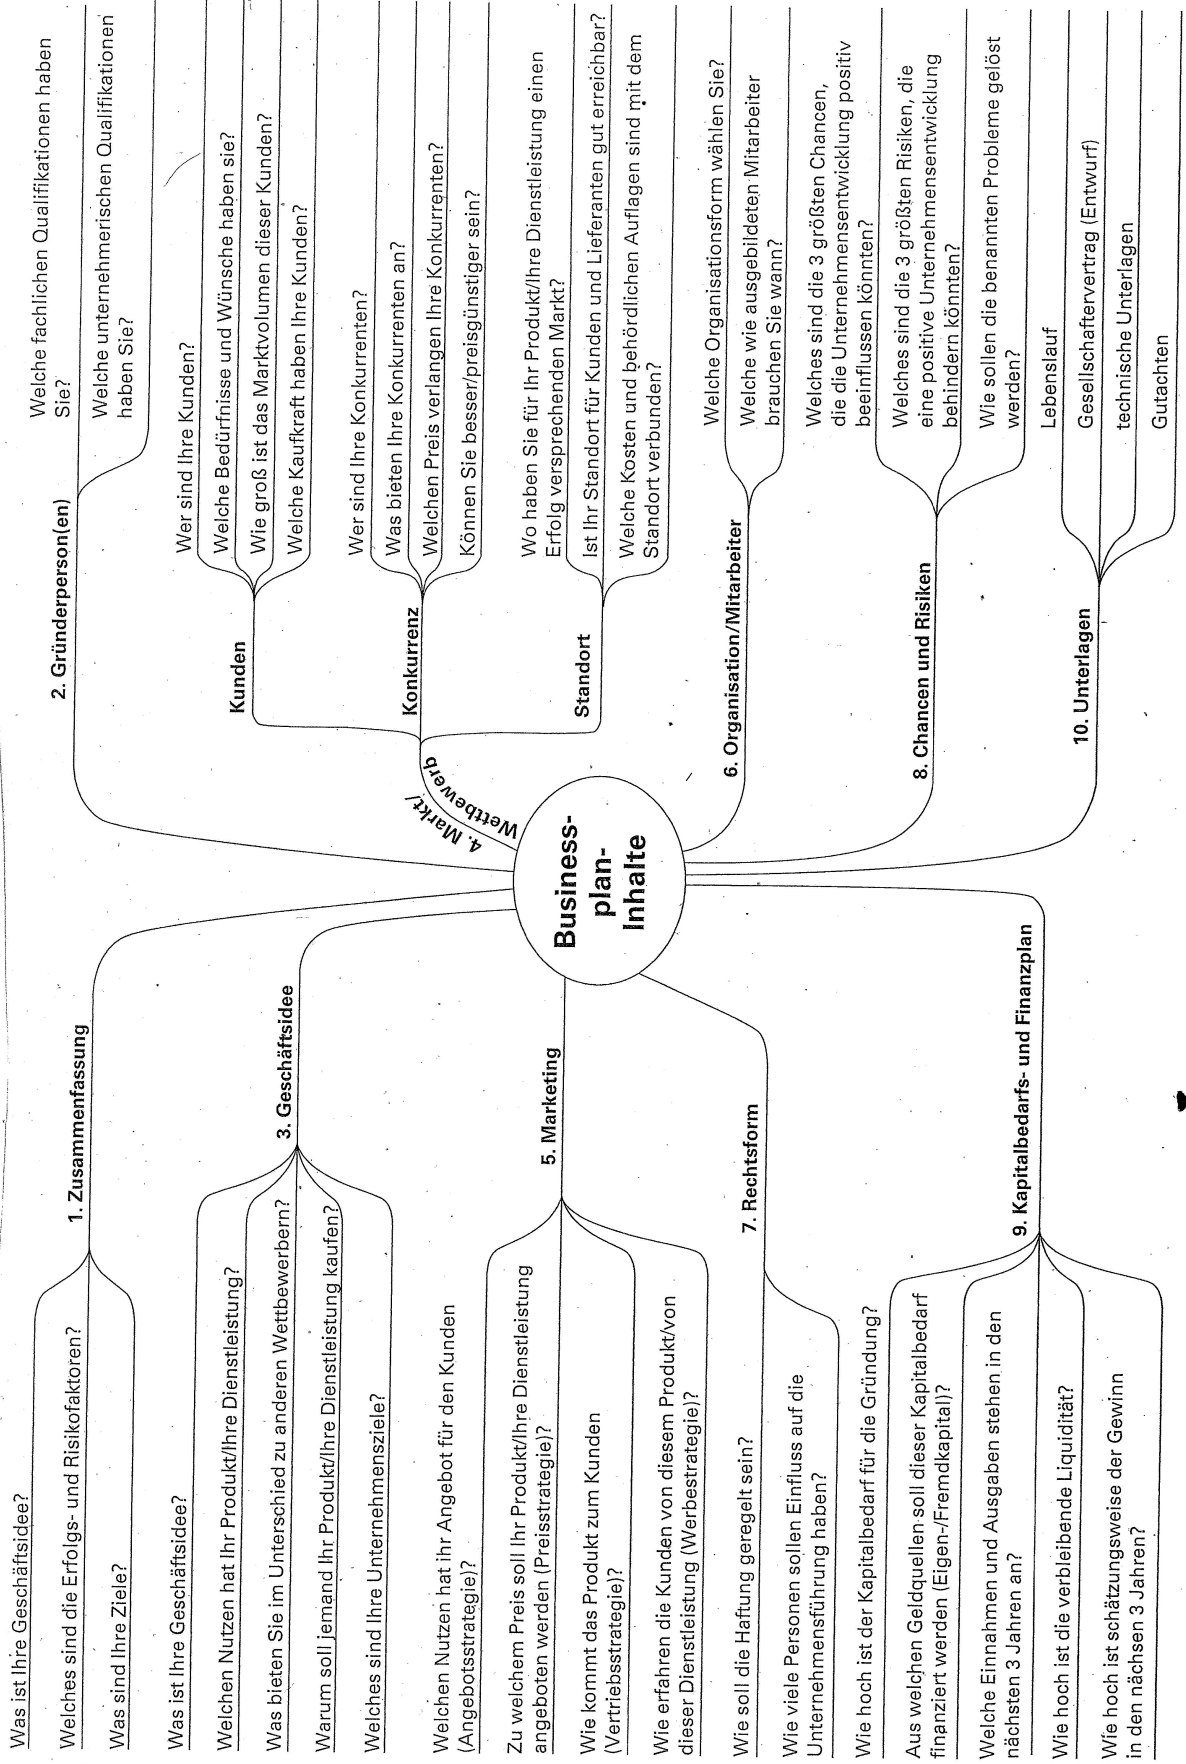 Business-
plan-
Inhalte
1. Zusammenfassung
Was ist Ihre Geschäftsidee?
Welches sind die Erfolgs- und Risikofaktoren?
Was sind Ihre Ziele?
2. Gründerperson(en)
Welche fachlichen Qualifikationen haben
Sie?
Welche unternehmerischen Qualifikationen
haben Sie?
3. Geschäftsidee
Was ist Ihre Geschäftsidee?
Welchen Nutzen hat Ihr Produkt/Ihre Dienstleistung?
Was bieten Sie im Unterschied zu anderen Wettbewerbern?
Warum soll jemand Ihr Produkt/Ihre Dienstleistung kaufen?
Welches sind Ihre Unternehmensziele?
4. Markt/
Wettbewerb
Kunden
Wer sind Ihre Kunden?
Welche Bedürfnisse und Wünsche haben sie?
Wie groß ist das Marktvolumen dieser Kunden?
Welche Kaufkraft haben Ihre Kunden?
Konkurrenz
Wer sind Ihre Konkurrenten?
Was bieten Ihre Konkurrenten an?
Welchen Preis verlangen Ihre Konkurrenten?
Können Sie besser/preisgünstiger sein?
Standort
Wo haben Sie für Ihr Produkt/Ihre Dienstleistung einen
Erfolg versprechenden Markt?
Ist Ihr Standort für Kunden und Lieferanten gut erreichbar?
Welche Kosten und behördlichen Auflagen sind mit dem
Standort verbunden?
5. Marketing
Welchen Nutzen hat ihr Angebot für den Kunden
(Angebotsstrategie)?
Zu welchem Preis soll Ihr Produkt/Ihre Dienstleistung
angeboten werden (Preisstrategie)?
Wie kommt das Produkt zum Kunden
(Vertriebsstrategie)?
Wie erfahren die Kunden von diesem Produkt/von
dieser Dienstleistung (Werbestrategie)?
6. Organisation/Mitarbeiter
Welche Organisationsform wählen Sie?
Welche wie ausgebildeten Mitarbeiter
brauchen Sie wann?
7. Rechtsform
Wie soll die Haftung geregelt sein?
Wie viele Personen sollen Einfluss auf die
Unternehmensführung haben?
8. Chancen und Risiken
Welches sind die 3 größten Chancen,
die die Unternehmensentwicklung positiv
beeinflussen könnten?
Welches sind die 3 größten Risiken, die
eine positive Unternehmensentwicklung
behindern könnten?
Wie sollen die benannten Probleme gelöst
werden?
9. Kapitalbedarfs- und Finanzplan
Wie hoch ist der Kapitalbedarf für die Gründung?
Aus welchen Geldquellen soll dieser Kapitalbedarf
finanziert werden (Eigen-/Fremdkapital)?
Welche Einnahmen und Ausgaben stehen in den
nächsten 3 Jahren an?
Wie hoch ist die verbleibende Liquidität?
Wie hoch ist schätzungsweise der Gewinn
in den nächsen 3 Jahren?
10. Unterlagen
Lebenslauf
Gesellschaftervertrag (Entwurf)
technische Unterlagen
Gutachten